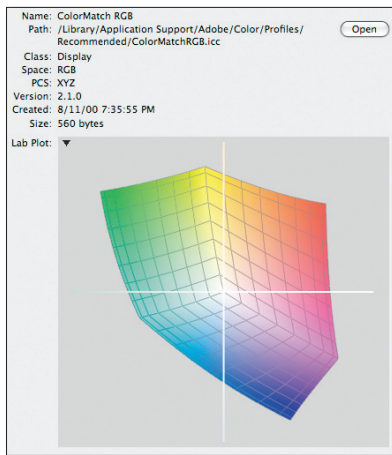 Name: ColorMatch RGB
Path: /Library/Application Support/Adobe/Color/Profiles/
Recommended/ColorMatchRGB.icc
Open
Class: Display
Space: RGB
PCS: XYZ
Version: 2.1.0
Created: 8/11/00 7:35:55 PM
Size: 560 bytes
Lab Plot: